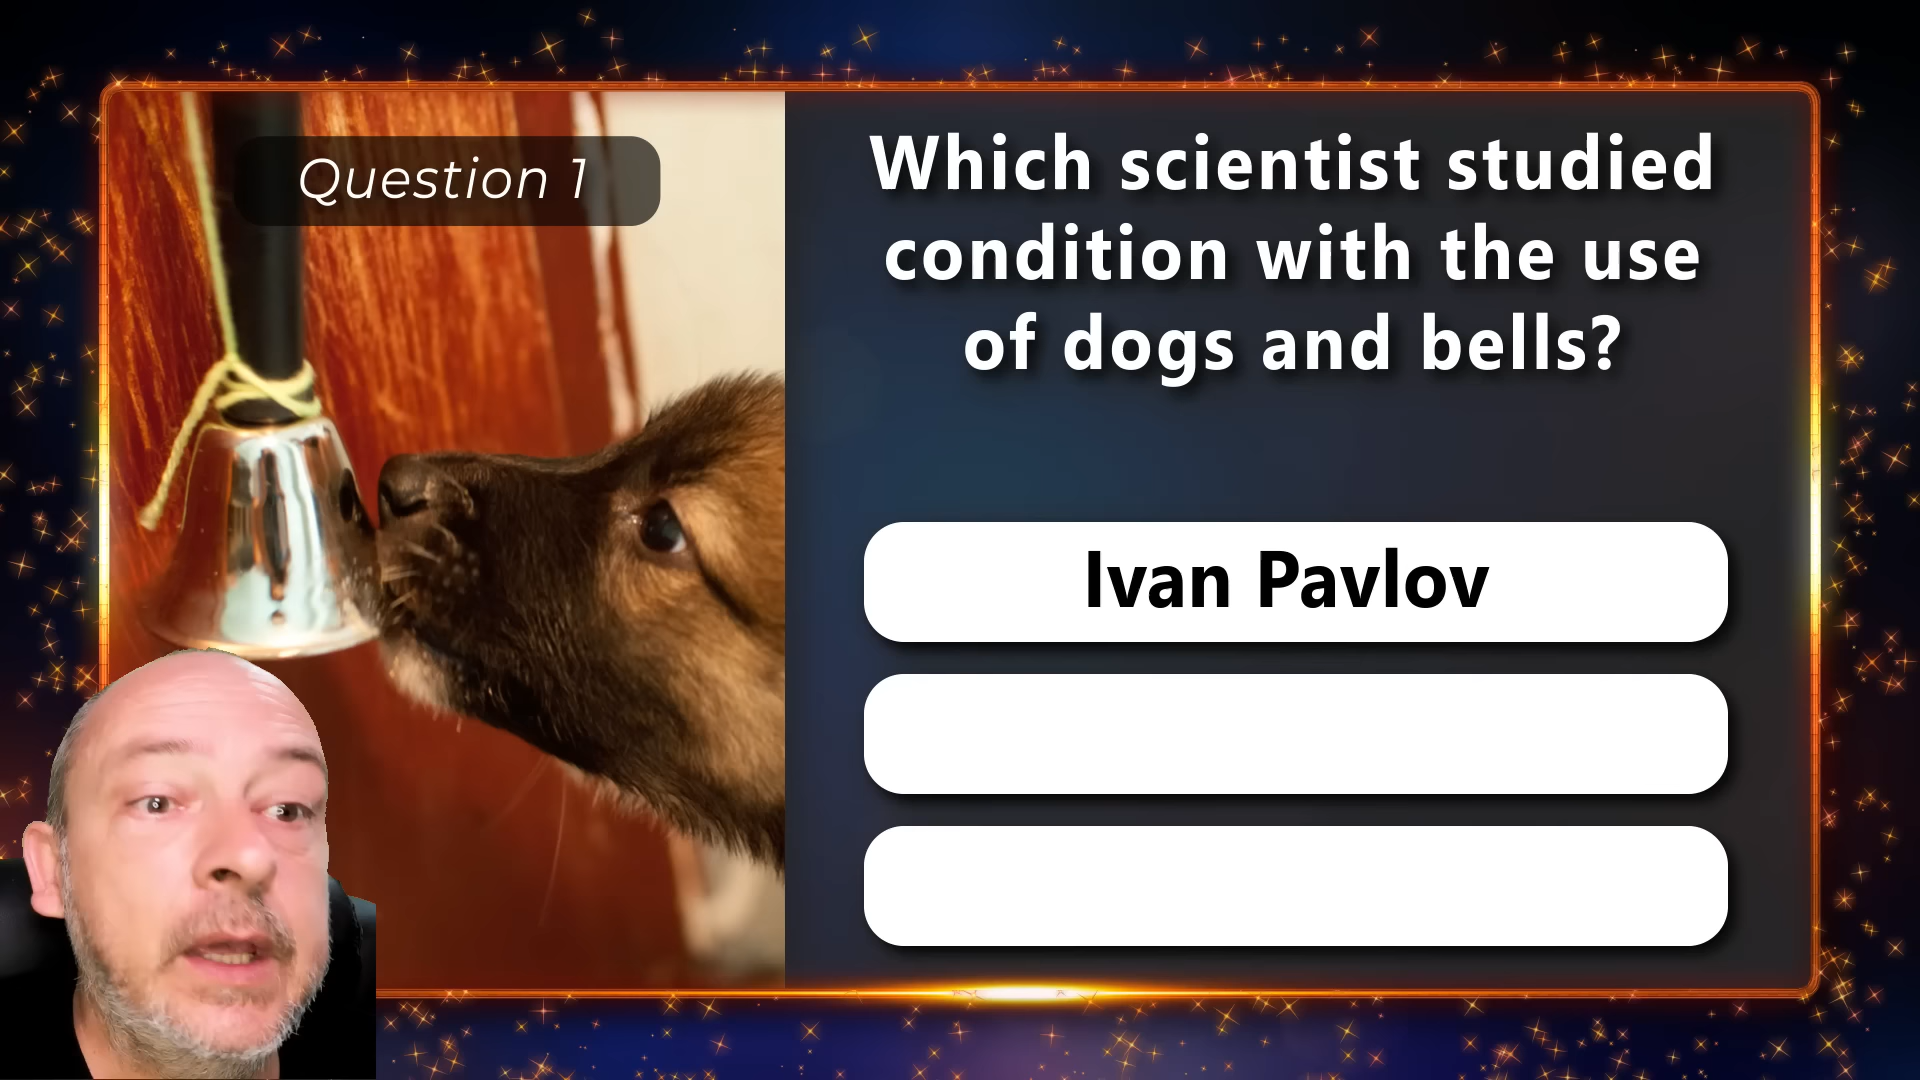 Question 1
Which scientist studied
condition with the use
of dogs and bells?
Ivan Pavlov